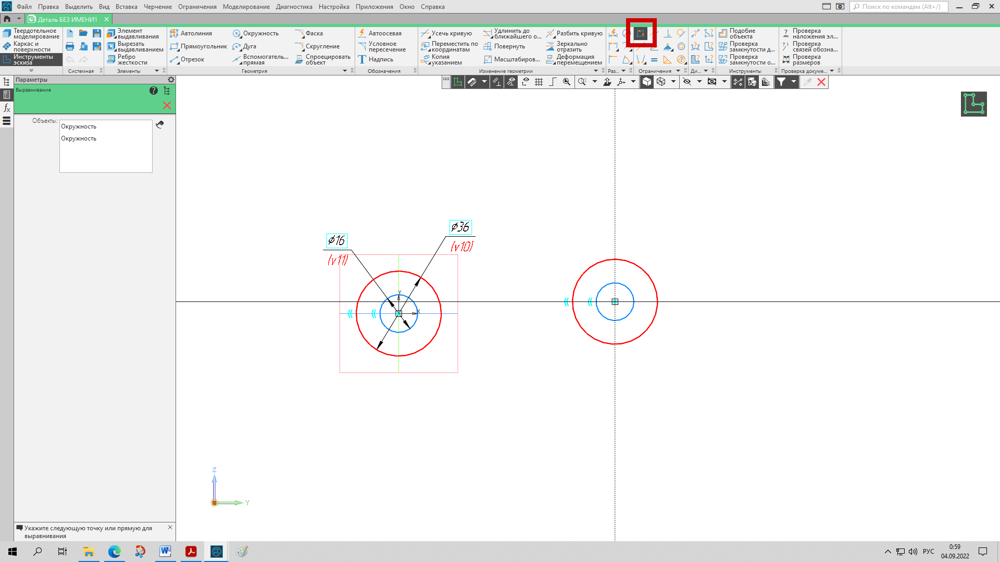 Файл Правка Выделить Вид Вставка Черчение Ограничения Моделирование Диагностика Настройка Приложения Окно Справка
Поиск по командам (Alt+/)
Деталь БЕЗ ИМЕНИ1
Твердотельное
моделирование
Каркас и
поверхности
Инструменты
эскиза
Системная
Элемент
выдавливания
Вырезать
выдавливанием
Ребро
жесткости
Элементы
Автолиния
Прямоугольник
Отрезок
Окружность
Дуга
Вспомогатель...
прямая
Фаска
Скругление
Спроецировать
объект
Геометрия
Автоосевая
Условное
пересечение
Надпись
Обозначения
Усечь кривую
Переместить по
координатам
Копия
указанием
Удлинить до
ближайшего о...
Повернуть
Масштабиров...
Разбить кривую
Зеркально
отразить
Деформация
перемещением
Изменение геометрии
Раз...
Ограничения
Ди...
Подобие
объекта
Проверка
замкнутости д...
Проверка
замкнутости о...
Инструменты
Проверка
наложения эл...
Проверка
связей обозна...
Проверка
размеров
Проверка докуме...
Параметры
Выравнивание
Объекты:
Окружность
Окружность
fx
⌀36
(v10)
⌀16
(v11)
Y
X
Z
Y
Укажите следующую точку или прямую для
выравнивания
РУС
0:59
04.09.2022